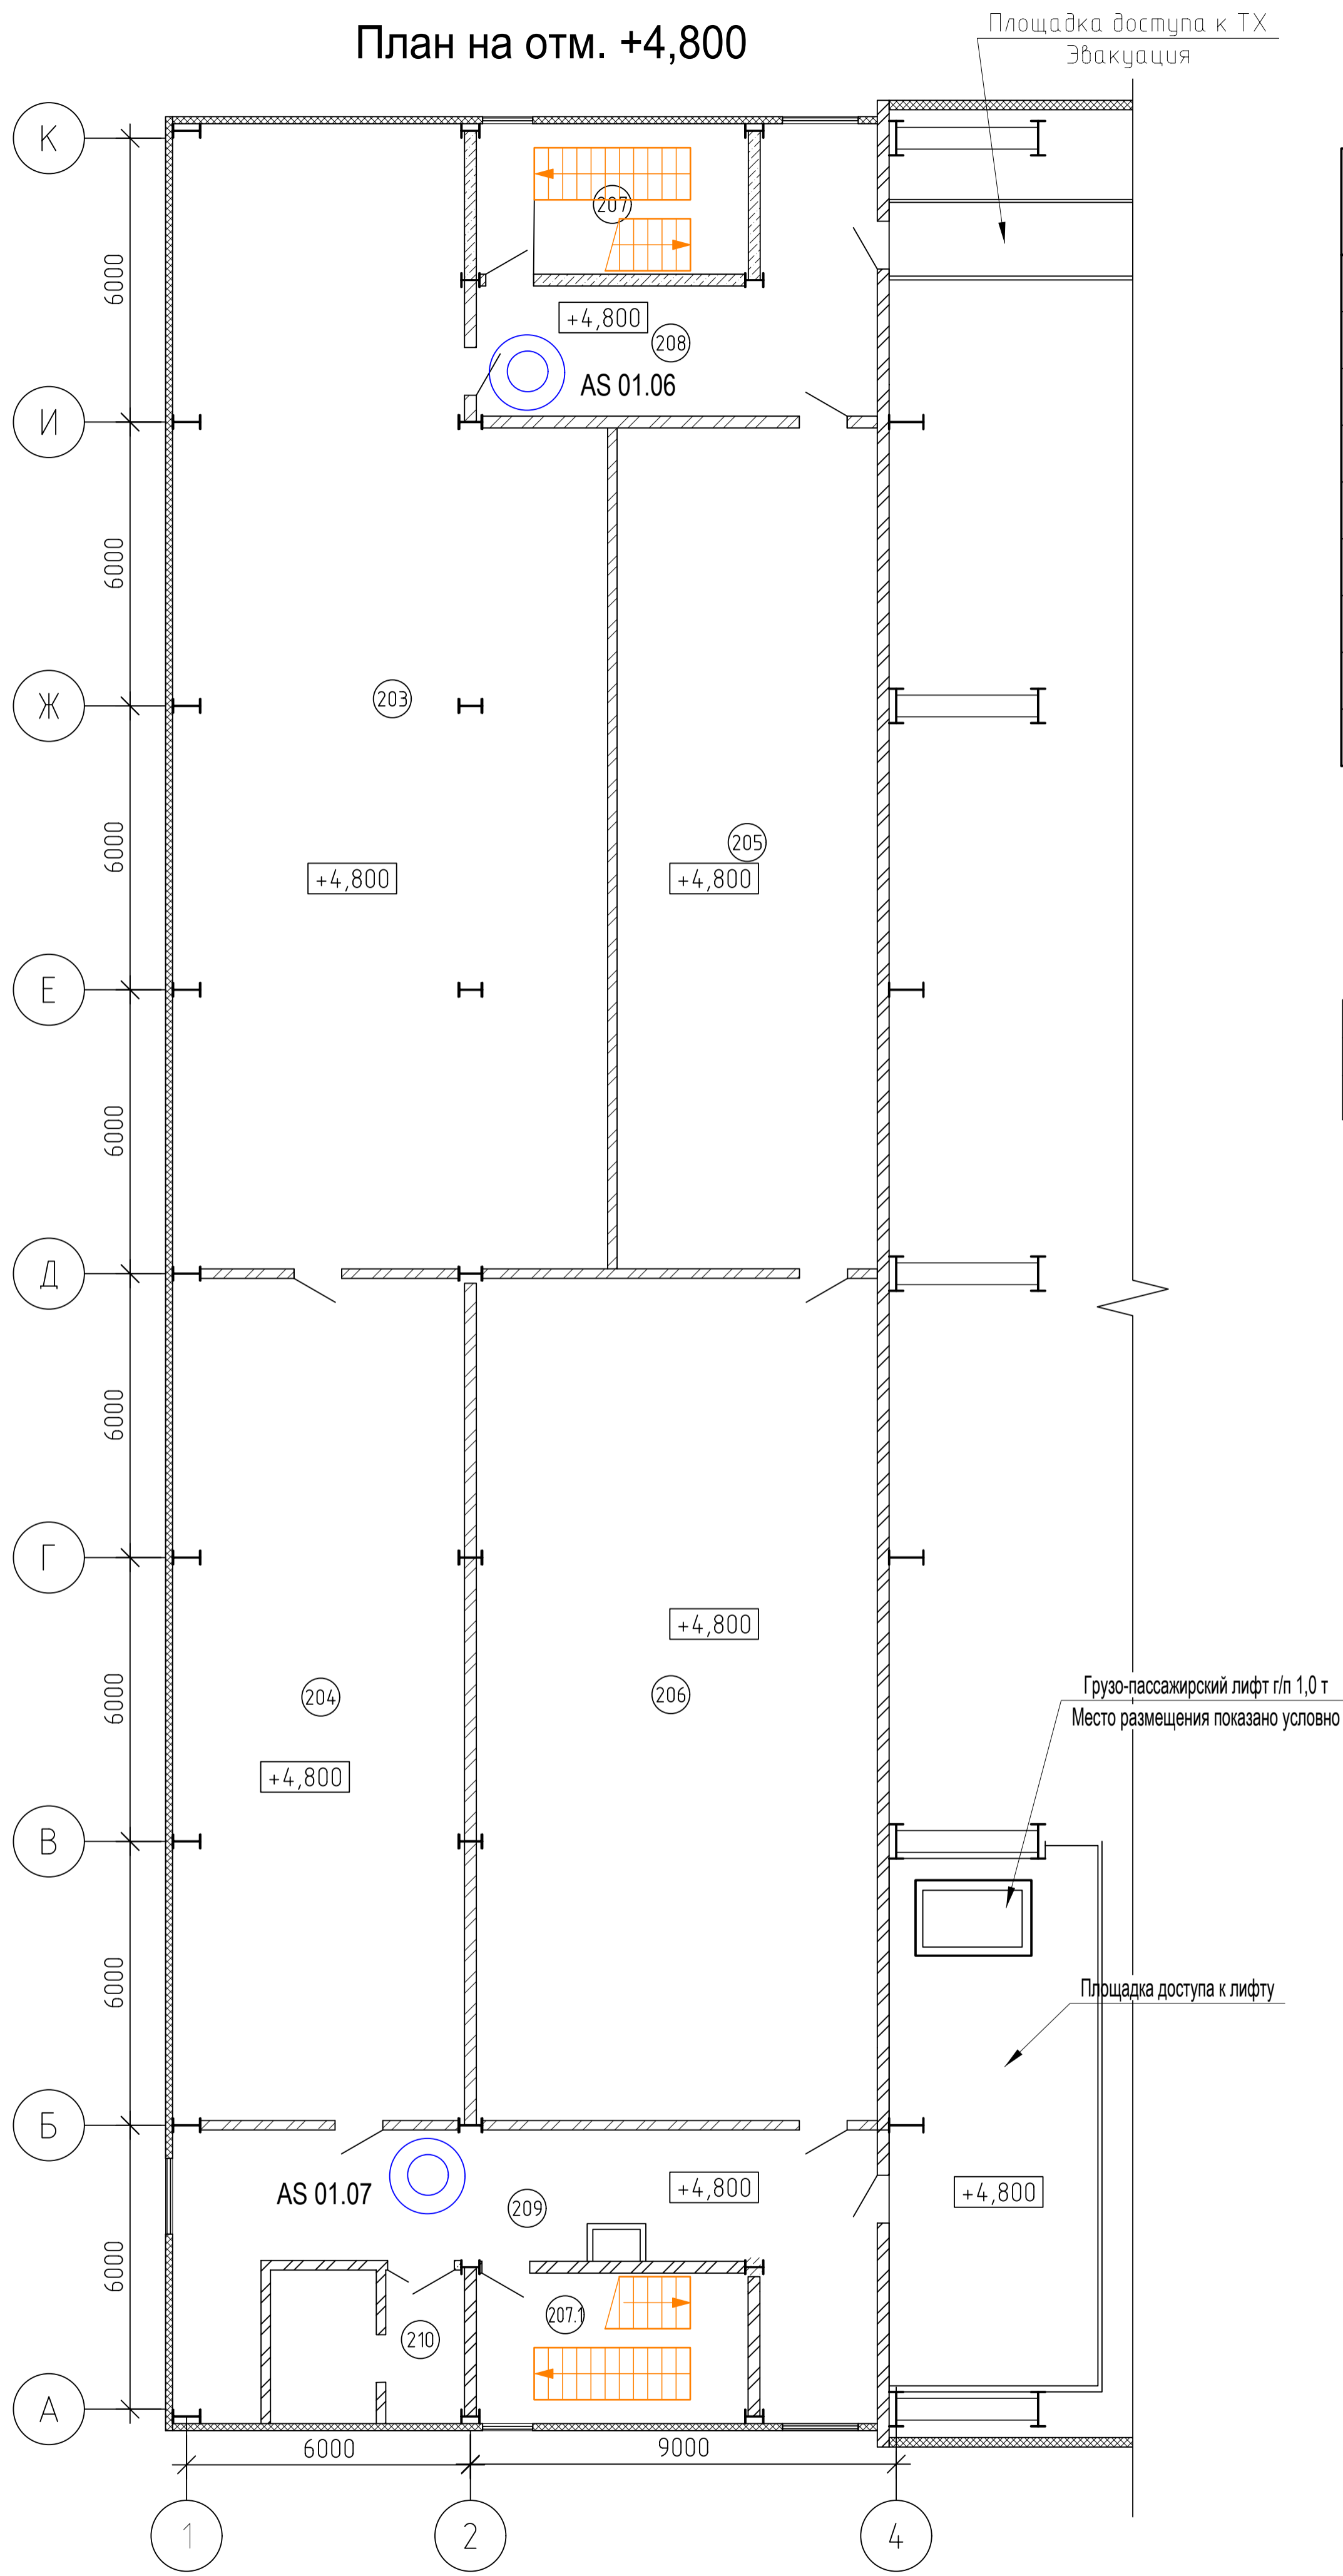 План на отм. +4,800
Площадка доступа к ТХ
Эвакуация
К
207
6000
+4,800
208
AS 01.06
И
6000
203
Ж
6000
205
+4,800
+4,800
Е
6000
Д
6000
Г
+4,800
6000
204
206
Грузо-пассажирский лифт г/п 1,0 т
Место размещения показано условно
+4,800
В
6000
Площадка доступа к лифту
Б
AS 01.07
+4,800
+4,800
209
6000
207.1
210
А
6000
9000
1
2
4